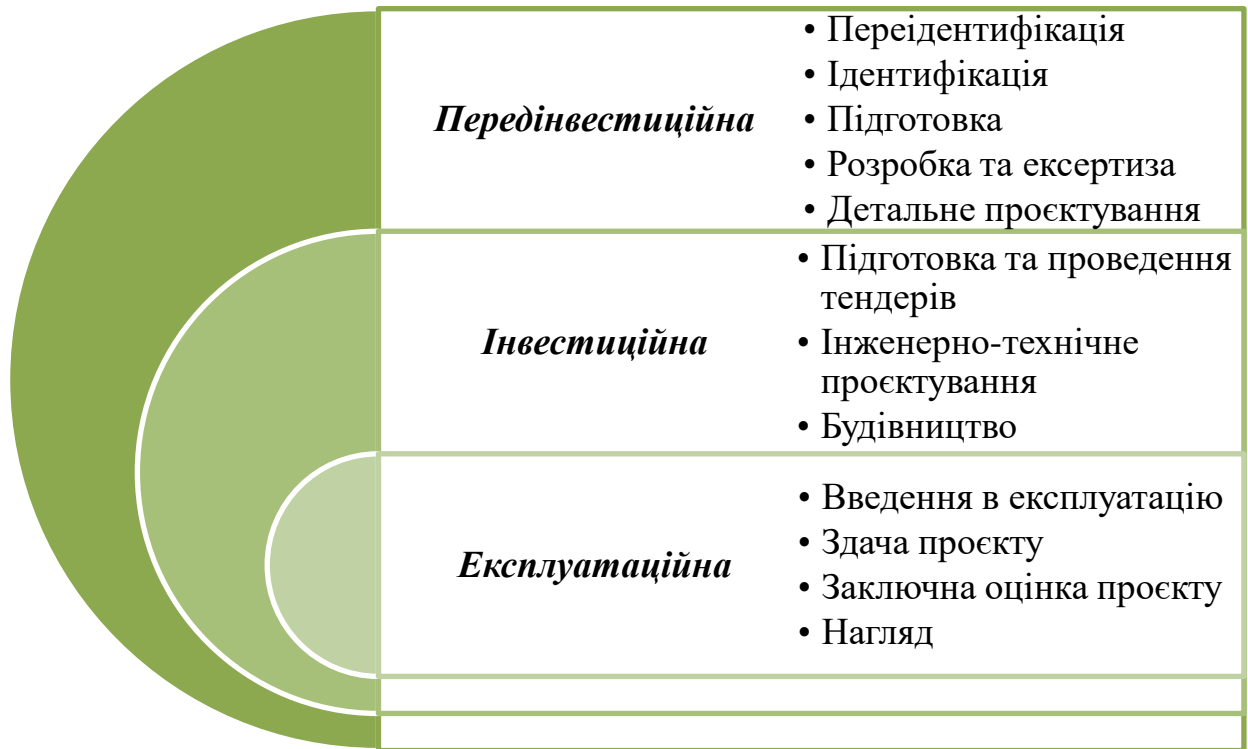 Передінвестиційна
• Переідентифікація
• Ідентифікація
• Підготовка
• Розробка та ексертиза
• Детальне проєктування
Інвестиційна
• Підготовка та проведення
тендерів
• Інженерно-технічне
проєктування
• Будівництво
Експлуатаційна
• Введення в експлуатацію
• Здача проєкту
• Заключна оцінка проєкту
• Нагляд